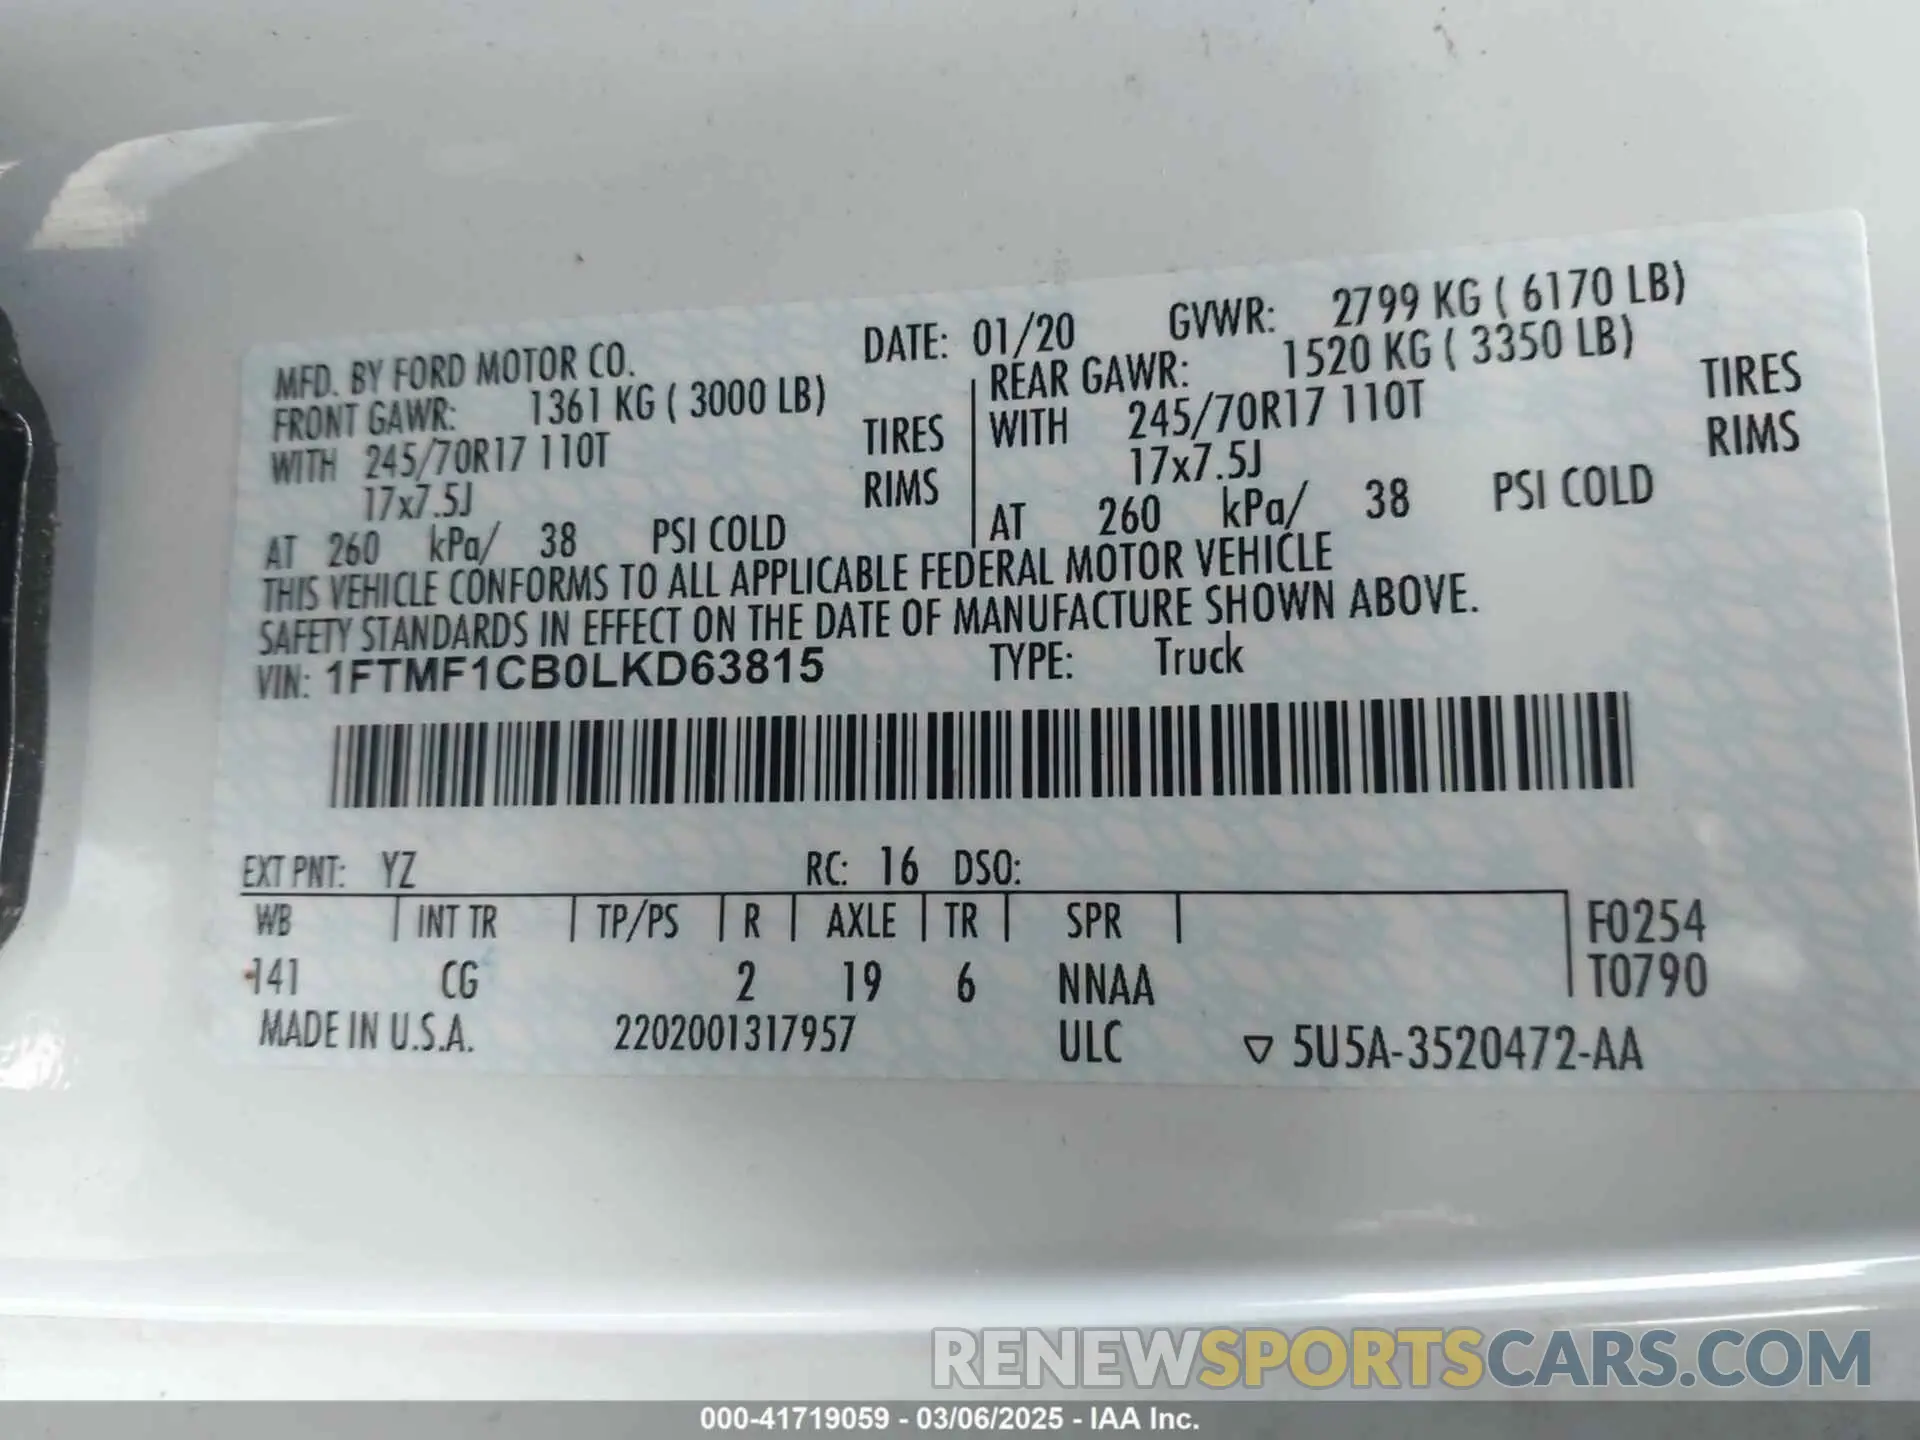 MFD. BY FORD MOTOR CO. DATE: 01/20 GVWR: 2799 KG ( 6170 LB)
FRONT GAWR: 1361 KG ( 3000 LB) REAR GAWR: 1520 KG ( 3350 LB)
WITH 245/70R17 110T TIRES WITH 245/70R17 110T TIRES
17x7.5J RIMS 17x7.5J RIMS
AT 260 kPa/ 38 PSI COLD AT 260 kPa/ 38 PSI COLD
THIS VEHICLE CONFORMS TO ALL APPLICABLE FEDERAL MOTOR VEHICLE
SAFETY STANDARDS IN EFFECT ON THE DATE OF MANUFACTURE SHOWN ABOVE.
VIN: 1FTMF1CB0LKD63815 TYPE: Truck
EXT PNT: YZ RC: 16 DSO:
WB INT TR TP/PS R AXLE TR SPR F0254
141 CG 2 19 6 NNAA T0790
MADE IN U.S.A. 2202001317957 ULC ▽ 5U5A-3520472-AA
RENEWSPORTSCARS.COM
000-41719059 - 03/06/2025 - IAA Inc.